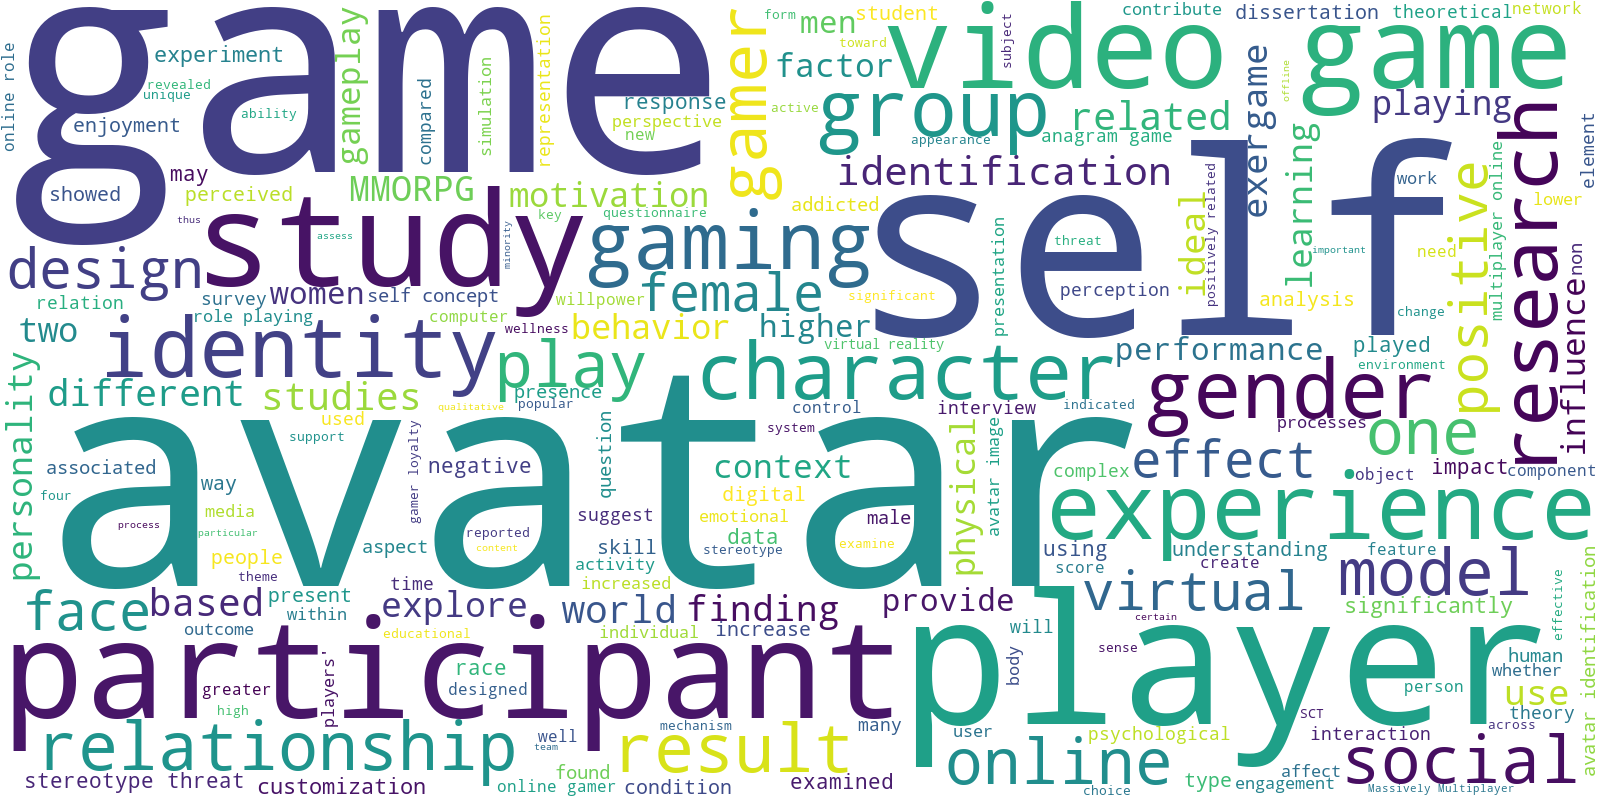 game
avatar
self
participant
player
study
video
game
gamer
group
related
men
student
factor
form
toward
subject
contribute
dissertation
theoretical
network
playing
research
element
online role
experiment
revealed
unique
enjoyment
ability
gameplay
compared
simulation
representation
response
perspective
new
active
appearance
anagram game
exergame
offline
learning
ideal
positively related
work
lower
need
important
positive
multiplayer online
influence
non
showed
may
perceived
thus
assess
MMORPG
motivation
minority
key
questionnaire
addicted
identification
threat
perception
presentation
analysis
change
design
relation
survey
women
self concept
role playing
computer
willpower
wellness
gaming
female
behavior
higher
significant
virtual reality
performance
played
environment
two
identity
play
character
gender
different
studies
presence
popular
qualitative
used
support
control
system
interview
indicated
processes
one
personality
associated
four
way
media
process
particular
people
theme
gamer loyalty
negative
reported
content
aspect
question
context
digital
emotional
suggest
data
skill
stereotype
activity
increased
male
examine
physical
avatar image
complex
effect
object
impact
component
experience
using
score
understanding
create
feature
model
virtual
significantly
effective
avatar identification
face
based
present
within
time
explore
world
finding
provide
outcome
educational
individual
increase
will
body
sense
certain
human
whether
race
greater
high
players'
designed
person
use
theory
across
SCT
interaction
social
relationship
well
team
result
mechanism
many
user
online
psychological
type
engagement
affect
choice
Massively Multiplayer
stereotype threat
customization
online gamer
found
condition
examined